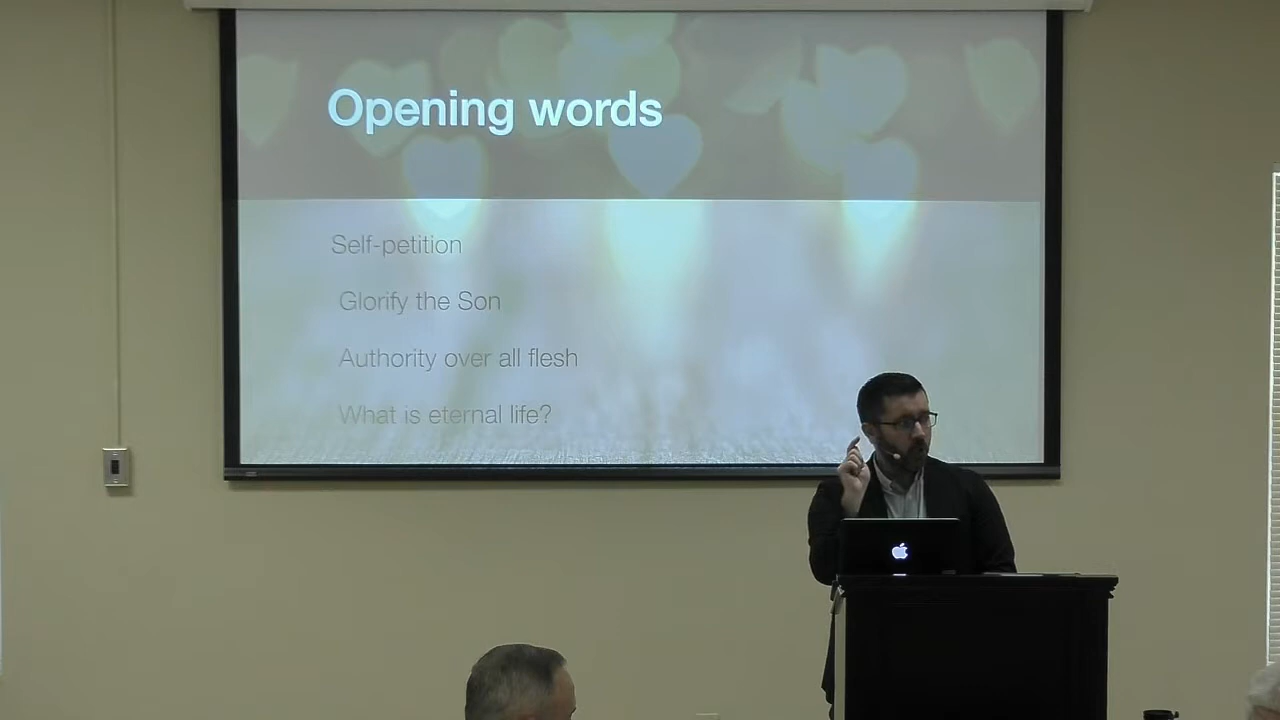 Opening words
Self-petition
Glorify the Son
Authority over all flesh
What is eternal life?